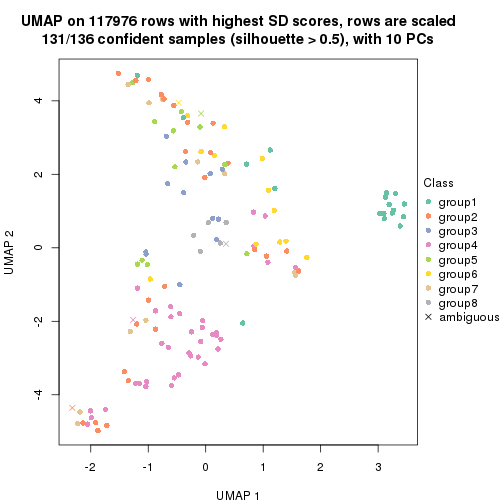 UMAP on 117976 rows with highest SD scores, rows are scaled
131/136 confident samples (silhouette > 0.5), with 10 PCs
4
2
0
-2
-4
UMAP 2
-2
-1
0
1
2
3
UMAP 1
Class
group1
group2
group3
group4
group5
group6
group7
group8
ambiguous